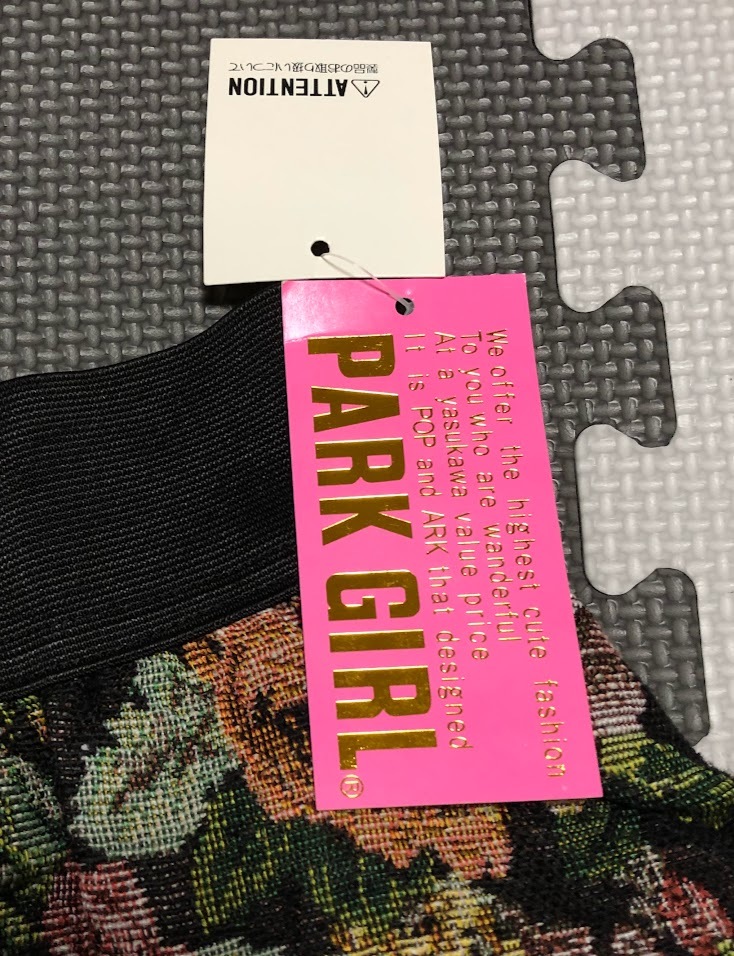 ⚠ATTENTION
製品のお取り扱いについて
We offer the highest cute fashion
To you who are wanderful
At a yasukawa value price
It is POP and ARK that designed
PARK GIRL®